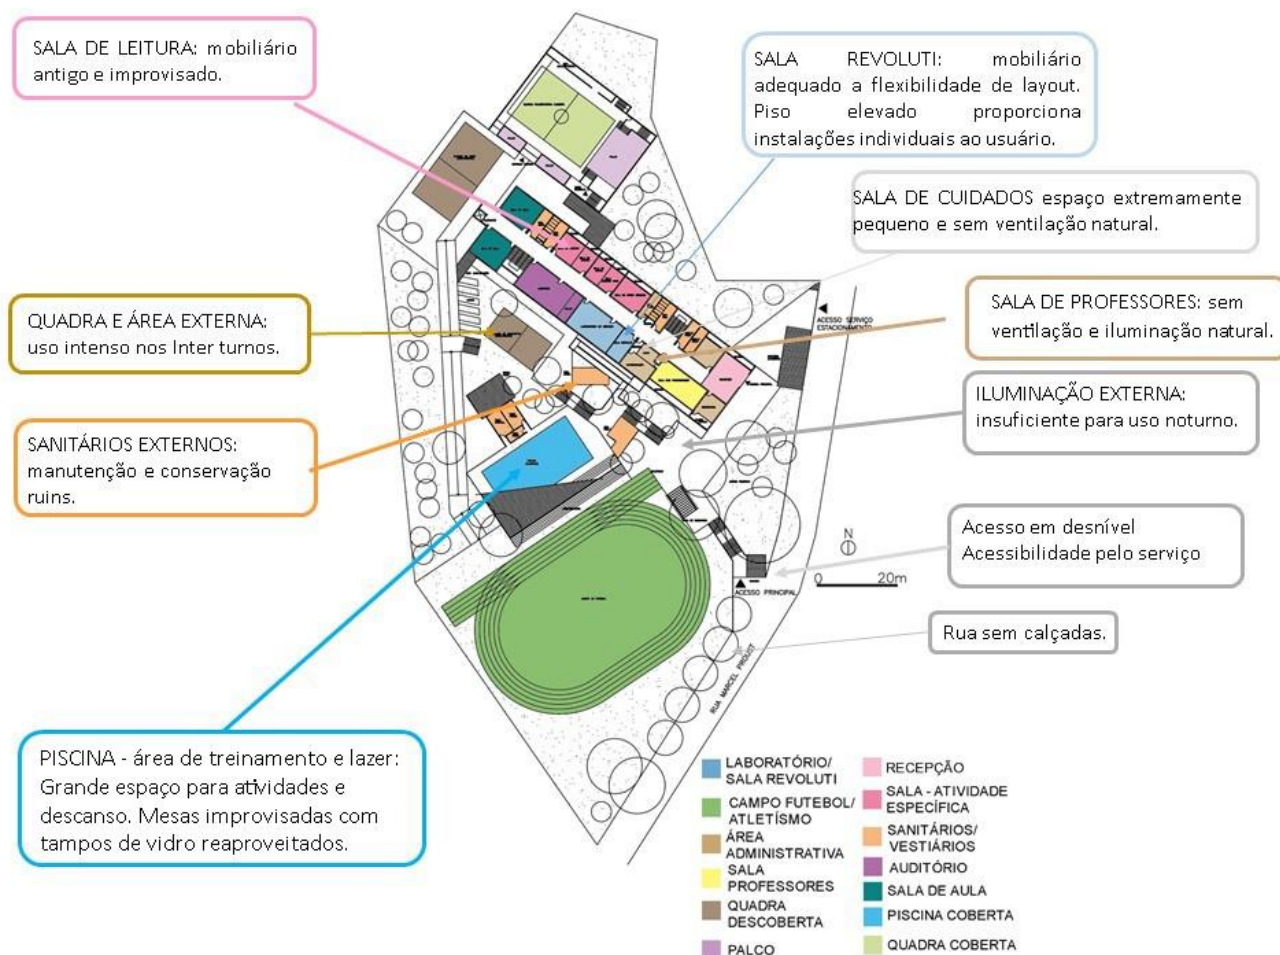 SALA DE LEITURA: mobiliário
antigo e improvisado.
SALA REVOLUTI: mobiliário
adequado a flexibilidade de layout.
Piso elevado proporciona
instalações individuais ao usuário.
SALA DE CUIDADOS espaço extremamente
pequeno e sem ventilação natural.
QUADRA E ÁREA EXTERNA:
uso intenso nos Inter turnos.
SALA DE PROFESSORES: sem
ventilação e iluminação natural.
ACESSO SERVIÇO
ESTACIONAMENTO
ILUMINAÇÃO EXTERNA:
insuficiente para uso noturno.
SANITÁRIOS EXTERNOS:
manutenção e conservação
ruins.
Acesso em desnível
Acessibilidade pelo serviço
N
0 20m
ACESSO PRINCIPAL
Rua sem calçadas.
RUA MARCEL PROUST
PISCINA - área de treinamento e lazer:
Grande espaço para atividades e
descanso. Mesas improvisadas com
tampos de vidro reaproveitados.
LABORATÓRIO/
SALA REVOLUTI
CAMPO FUTEBOL/
ATLETÍSMO
ÁREA
ADMINISTRATIVA
SALA
PROFESSORES
QUADRA
DESCOBERTA
PALCO
RECEPÇÃO
SALA - ATIVIDADE
ESPECÍFICA
SANITÁRIOS/
VESTIÁRIOS
AUDITÓRIO
SALA DE AULA
PISCINA COBERTA
QUADRA COBERTA